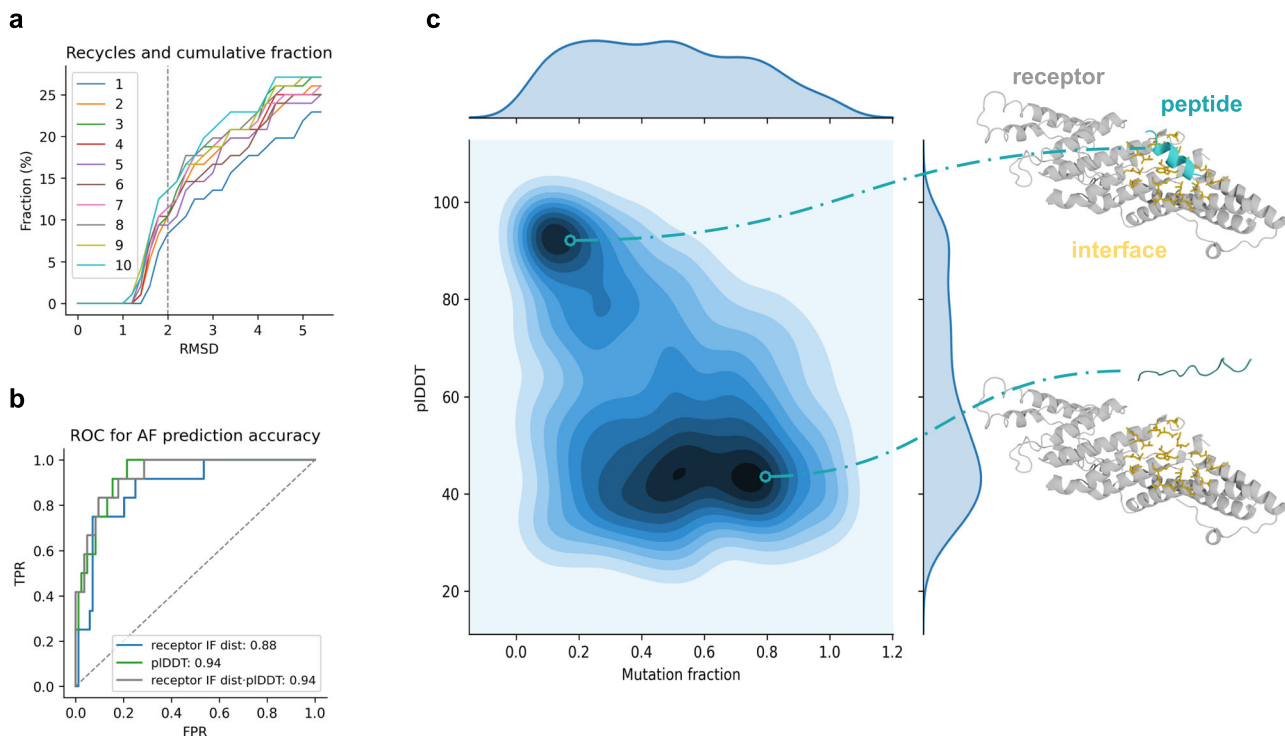 a
Recycles and cumulative fraction
Fraction (%)
25
20
15
10
5
0
1
2
3
4
5
6
7
8
9
10
0 1 2 3 4 5
RMSD
b
ROC for AF prediction accuracy
TPR
1.0
0.8
0.6
0.4
0.2
0.0
receptor IF dist: 0.88
plDDT: 0.94
receptor IF dist·plDDT: 0.94
0.0 0.2 0.4 0.6 0.8 1.0
FPR
c
plDDT
100
80
60
40
20
0.0 0.2 0.4 0.6 0.8 1.0 1.2
Mutation fraction
receptor
peptide
interface